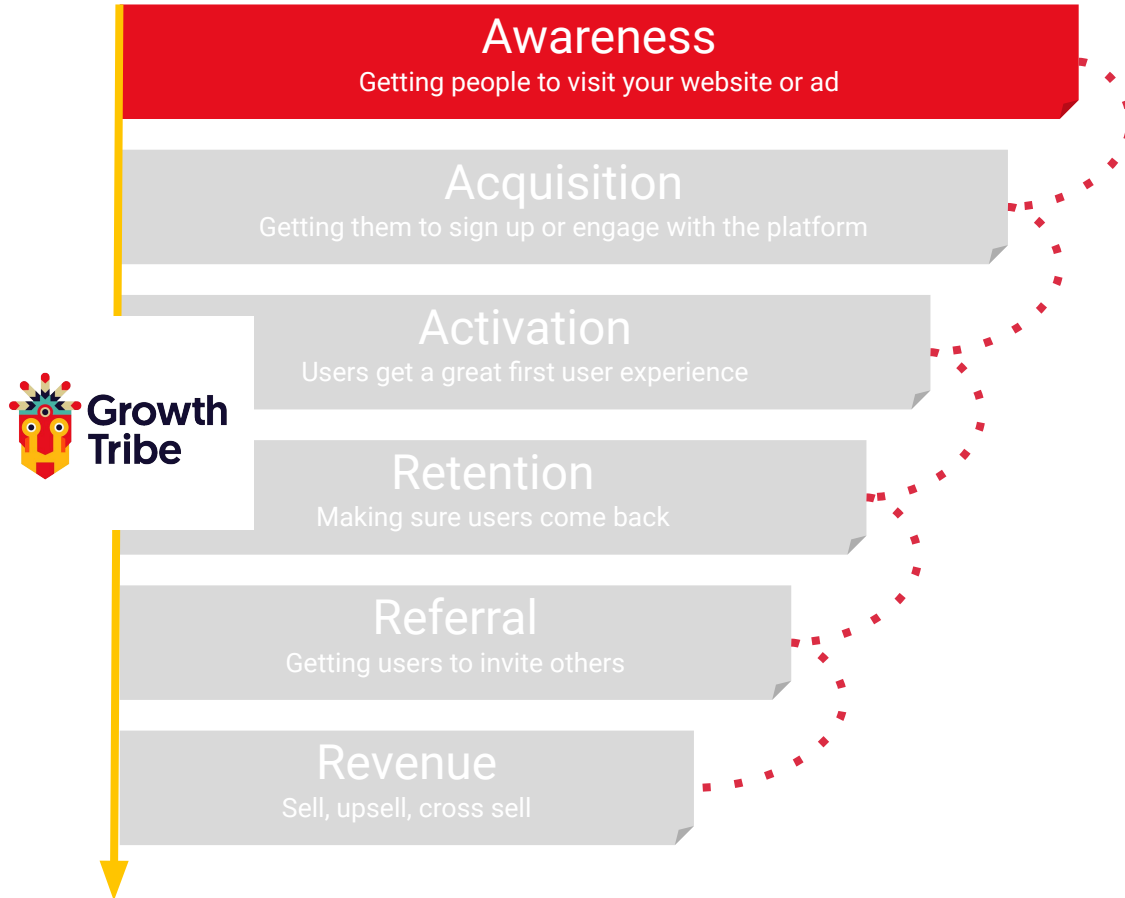 Awareness
Getting people to visit your website or ad
Acquisition
Getting them to sign up or engage with the platform
Activation
Users get a great first user experience
Growth
Tribe
Retention
Making sure users come back
Referral
Getting users to invite others
Revenue
Sell, upsell, cross sell